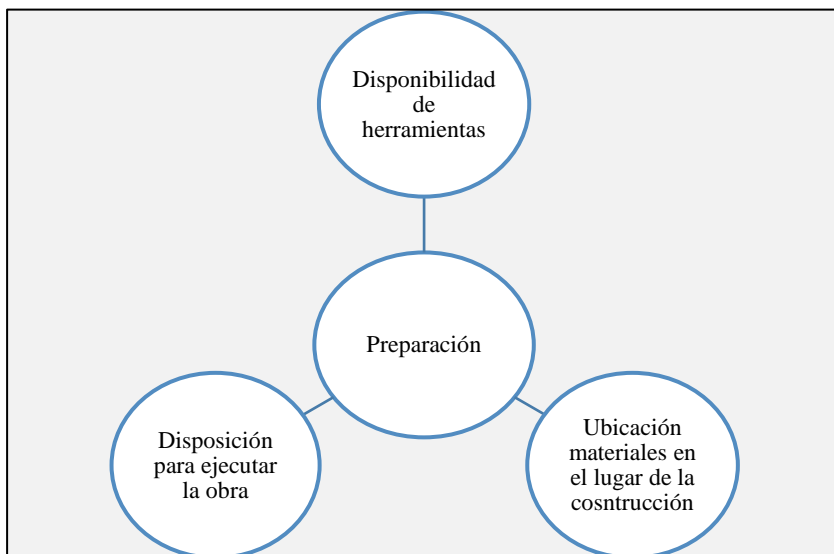 Disponibilidad
de
herramientas
Preparación
Disposición
para ejecutar
la obra
Ubicación
materiales en
el lugar de la
cosntrucción